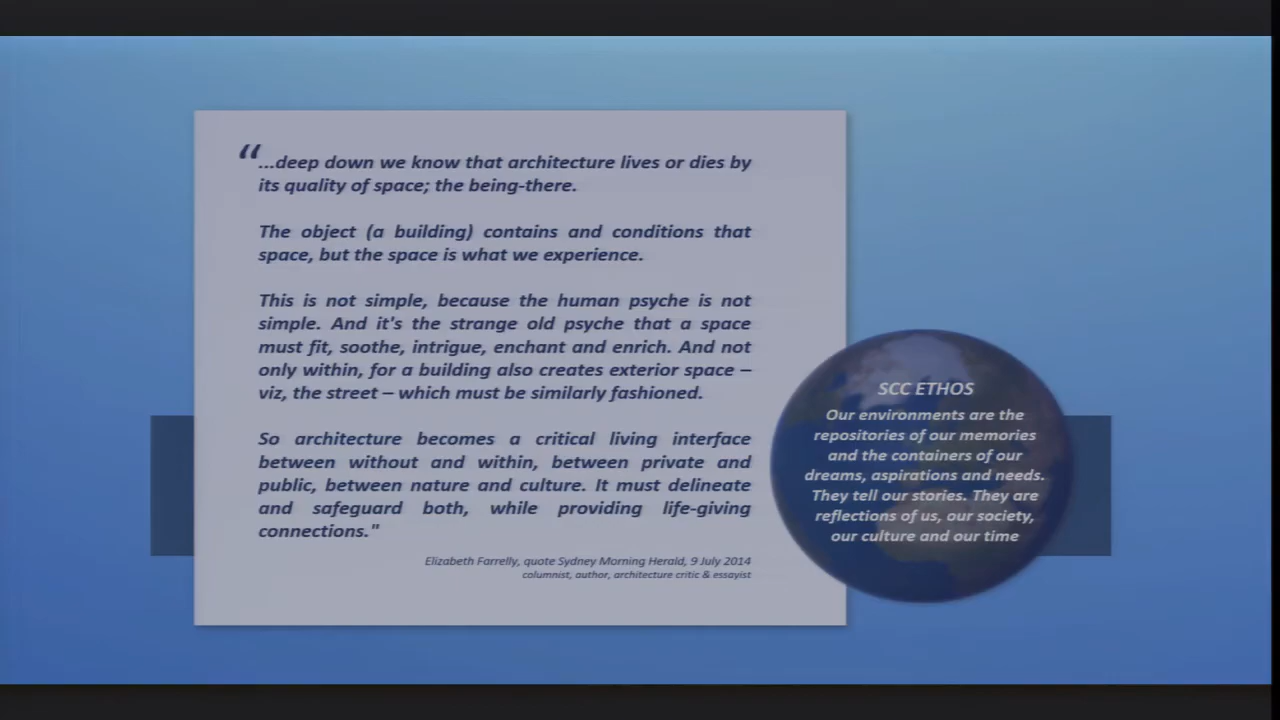 “...deep down we know that architecture lives or dies by
its quality of space; the being-there.
The object (a building) contains and conditions that
space, but the space is what we experience.
This is not simple, because the human psyche is not
simple. And it's the strange old psyche that a space
must fit, soothe, intrigue, enchant and enrich. And not
only within, for a building also creates exterior space –
viz, the street – which must be similarly fashioned.
So architecture becomes a critical living interface
between without and within, between private and
public, between nature and culture. It must delineate
and safeguard both, while providing life-giving
connections."
Elizabeth Farrelly, quote Sydney Morning Herald, 9 July 2014
columnist, author, architecture critic & essayist
SCC ETHOS
Our environments are the
repositories of our memories
and the containers of our
dreams, aspirations and needs.
They tell our stories. They are
reflections of us, our society,
our culture and our time